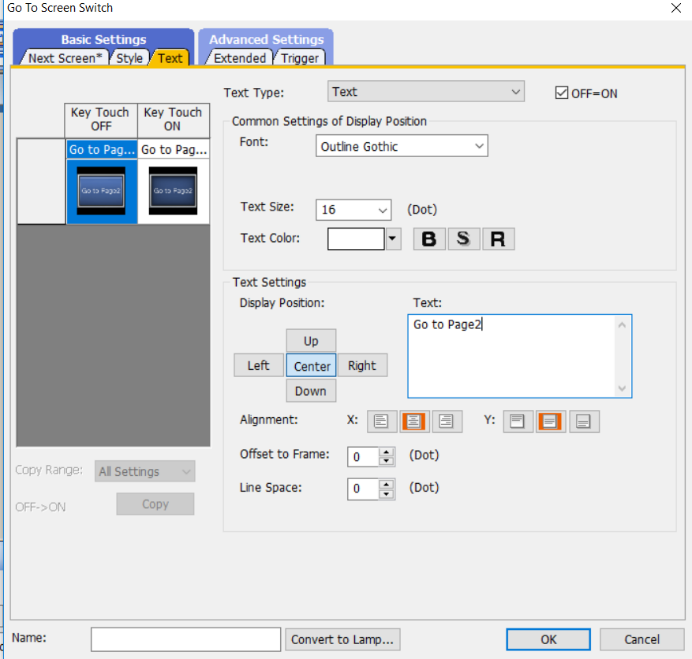 Go To Screen Switch
Basic Settings
Advanced Settings
Next Screen*
Style
Text
Extended
Trigger
Text Type:
Text
OFF=ON
Key Touch OFF
Key Touch ON
Go to Pag...
Go to Pag...
Go to Page2
Go to Page2
Common Settings of Display Position
Font:
Outline Gothic
Text Size:
16
(Dot)
Text Color:
B
S
R
Text Settings
Display Position:
Text:
Go to Page2
Up
Left
Center
Right
Down
Alignment:
X:
Y:
Offset to Frame:
0
(Dot)
Line Space:
0
(Dot)
Copy Range:
All Settings
OFF->ON
Copy
Name:
Convert to Lamp...
OK
Cancel